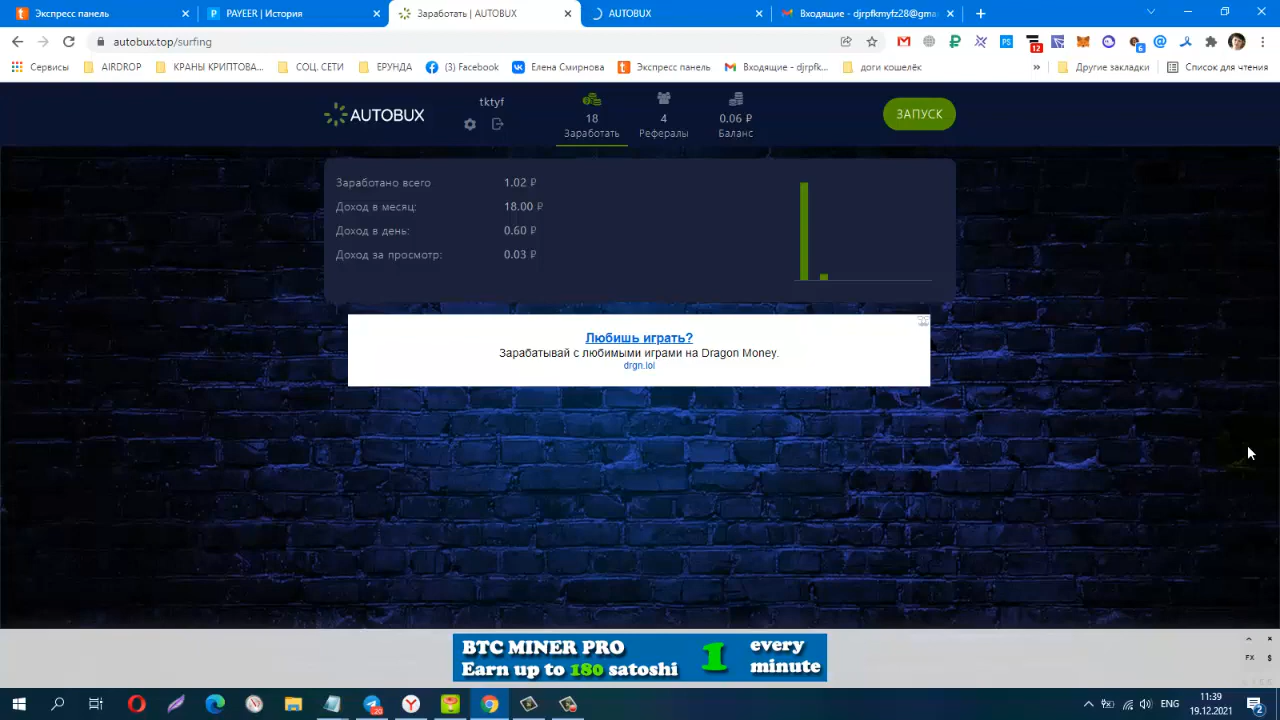 Экспресс панель
PAYEER | История
Заработать | AUTOBUX
AUTOBUX
Входящие - djrpfkmyfz28@gma
autobux.top/surfing
12
6
Сервисы
AIRDROP
КРАНЫ КРИПТОВА...
СОЦ. СЕТИ
ЕРУНДА
(3) Facebook
Елена Смирнова
Экспресс панель
Входящие - djrpfk...
доги кошелёк
»
Другие закладки
Список для чтения
AUTOBUX
tktyf
18
Заработать
4
Рефералы
0.06 ₽
Баланс
ЗАПУСК
Заработано всего 1.02 ₽
Доход в месяц: 18.00 ₽
Доход в день: 0.60 ₽
Доход за просмотр: 0.03 ₽
Любишь играть?
Зарабатывай с любимыми играми на Dragon Money.
drgn.lol
BTC MINER PRO
Earn up to 180 satoshi
1
every
minute
FX $
ENG
11:39
19.12.2021
2